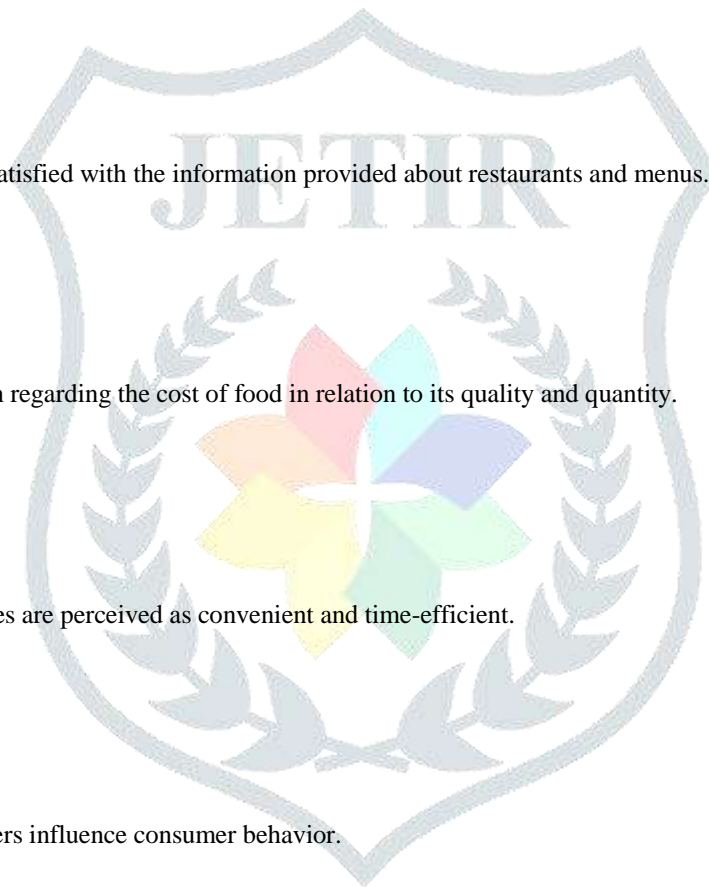 JETIR
atisfied with the information provided about restaurants and menus.
n regarding the cost of food in relation to its quality and quantity.
es are perceived as convenient and time-efficient.
ers influence consumer behavior.